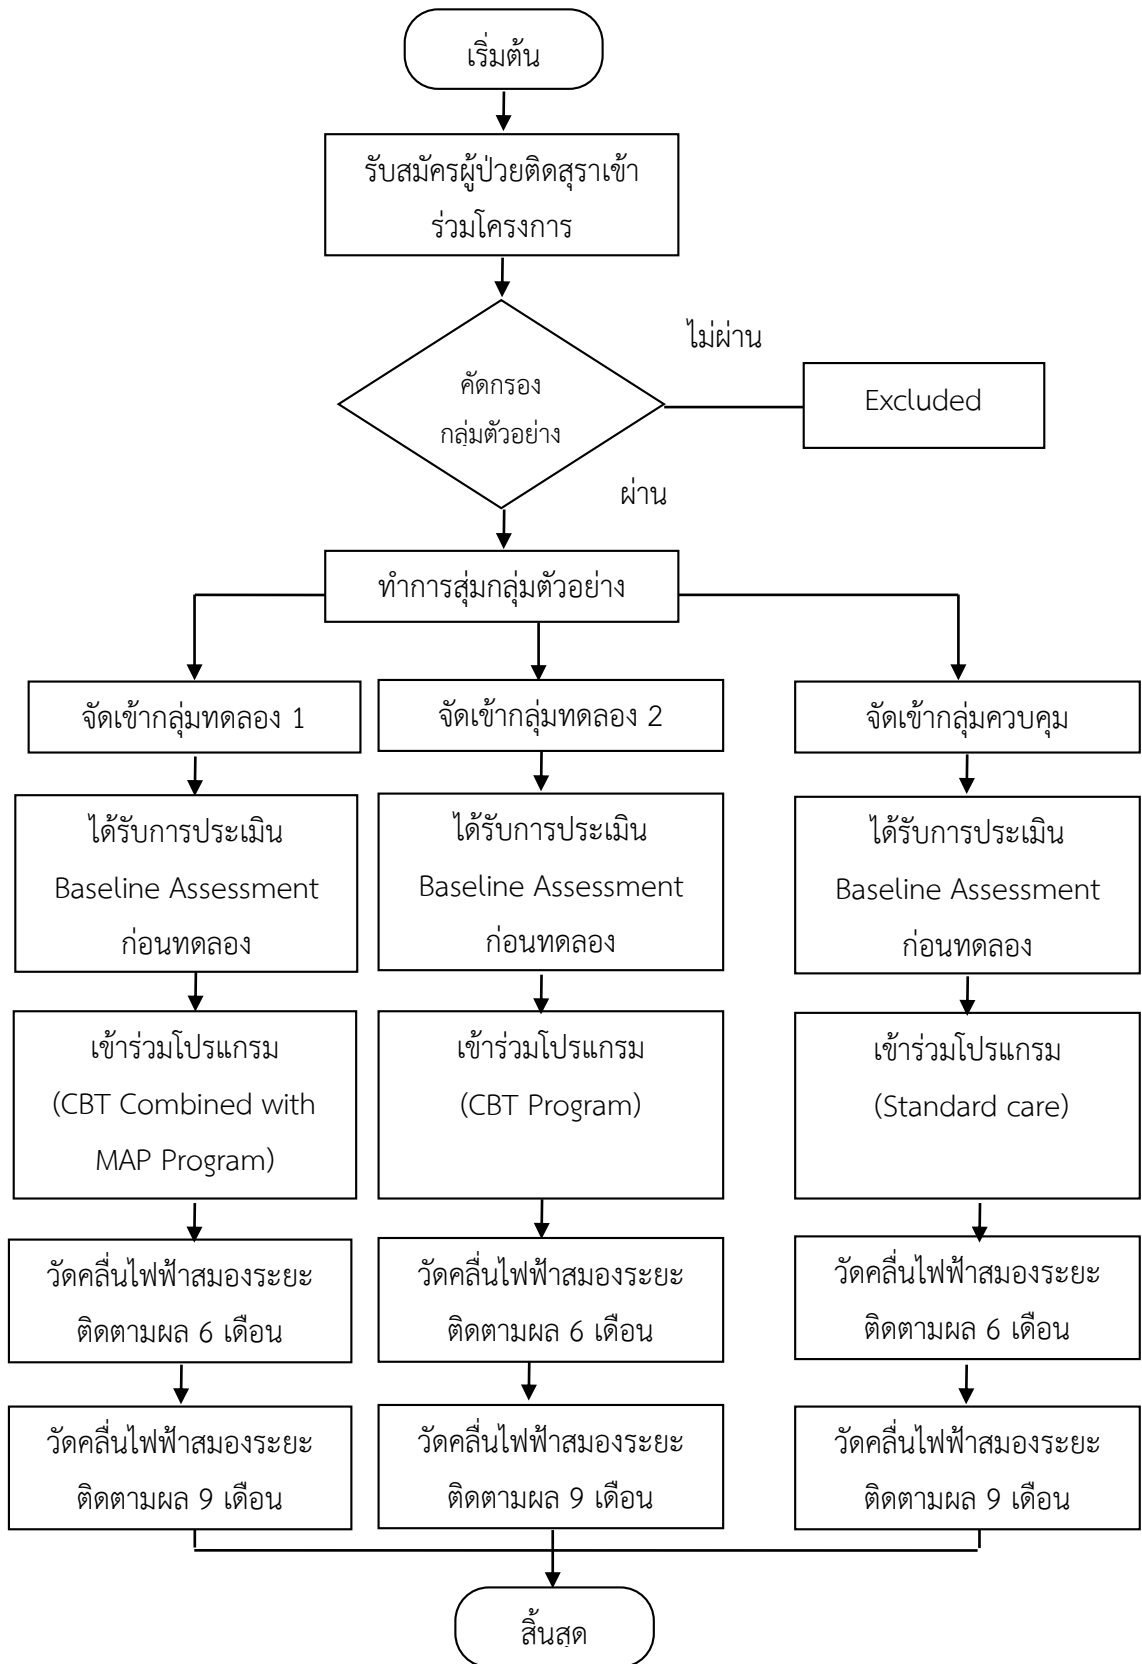 เริ่มต้น
รับสมัครผู้ป่วยติดสุราเข้า
ร่วมโครงการ
ไม่ผ่าน
คัดกรอง
กลุ่มตัวอย่าง
Excluded
ผ่าน
ทำการสุ่มกลุ่มตัวอย่าง
จัดเข้ากลุ่มทดลอง 1
จัดเข้ากลุ่มทดลอง 2
จัดเข้ากลุ่มควบคุม
ได้รับการประเมิน
Baseline Assessment
ก่อนทดลอง
ได้รับการประเมิน
Baseline Assessment
ก่อนทดลอง
ได้รับการประเมิน
Baseline Assessment
ก่อนทดลอง
เข้าร่วมโปรแกรม
(CBT Combined with
MAP Program)
เข้าร่วมโปรแกรม
(CBT Program)
เข้าร่วมโปรแกรม
(Standard care)
วัดคลื่นไฟฟ้าสมองระยะ
ติดตามผล 6 เดือน
วัดคลื่นไฟฟ้าสมองระยะ
ติดตามผล 6 เดือน
วัดคลื่นไฟฟ้าสมองระยะ
ติดตามผล 6 เดือน
วัดคลื่นไฟฟ้าสมองระยะ
ติดตามผล 9 เดือน
วัดคลื่นไฟฟ้าสมองระยะ
ติดตามผล 9 เดือน
วัดคลื่นไฟฟ้าสมองระยะ
ติดตามผล 9 เดือน
สิ้นสุด